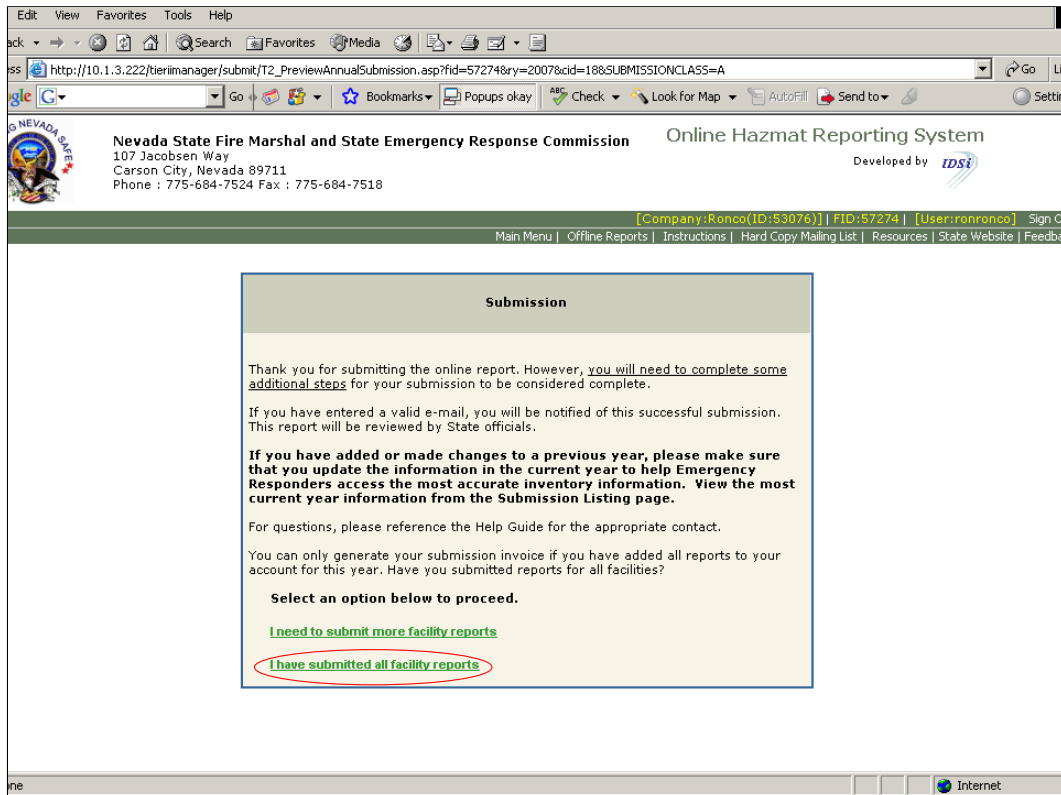 Edit View Favorites Tools Help
ack Search Favorites Media
ess http://10.1.3.222/tieriimanager/submit/T2_PreviewAnnualSubmission.asp?fid=57274&ry=2007&cid=18&SUBMISSIONCLASS=A Go Li
ogle G Go Bookmarks Popups okay ABC Check Look for Map AutoFill Send to Settin
G NEVADA SAFE
Nevada State Fire Marshal and State Emergency Response Commission
107 Jacobsen Way
Carson City, Nevada 89711
Phone : 775-684-7524 Fax : 775-684-7518
Online Hazmat Reporting System
Developed by IDSi
[Company:Ronco(ID:53076)] | FID:57274 | [User:ronronco] Sign O
Main Menu | Offline Reports | Instructions | Hard Copy Mailing List | Resources | State Website | Feedba
Submission
Thank you for submitting the online report. However, you will need to complete some
additional steps for your submission to be considered complete.
If you have entered a valid e-mail, you will be notified of this successful submission.
This report will be reviewed by State officials.
If you have added or made changes to a previous year, please make sure
that you update the information in the current year to help Emergency
Responders access the most accurate inventory information. View the most
current year information from the Submission Listing page.
For questions, please reference the Help Guide for the appropriate contact.
You can only generate your submission invoice if you have added all reports to your
account for this year. Have you submitted reports for all facilities?
Select an option below to proceed.
I need to submit more facility reports
I have submitted all facility reports
one Internet